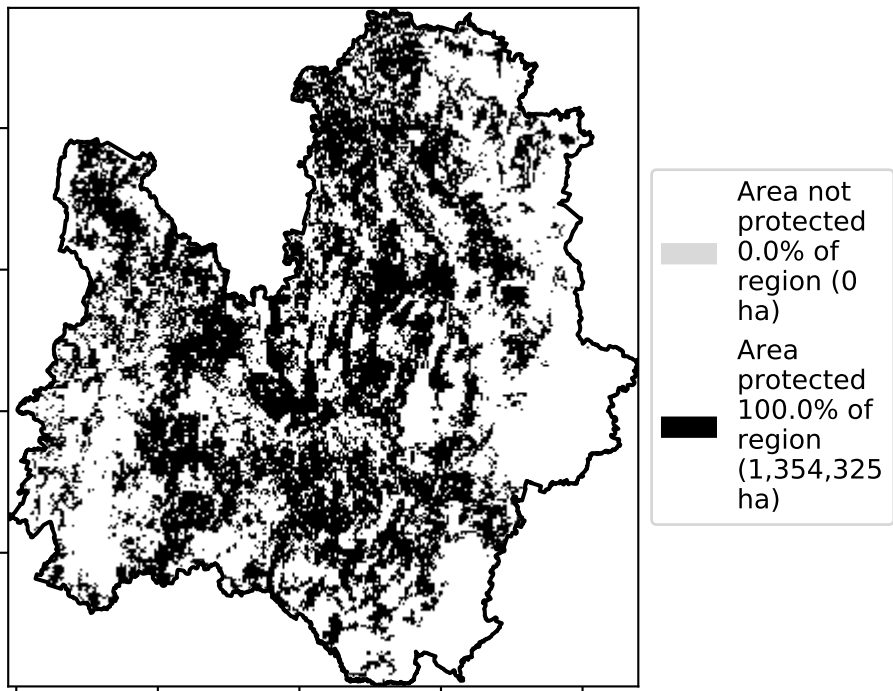 Area not
protected
0.0% of
region (0
ha)
Area
protected
100.0% of
region
(1,354,325
ha)